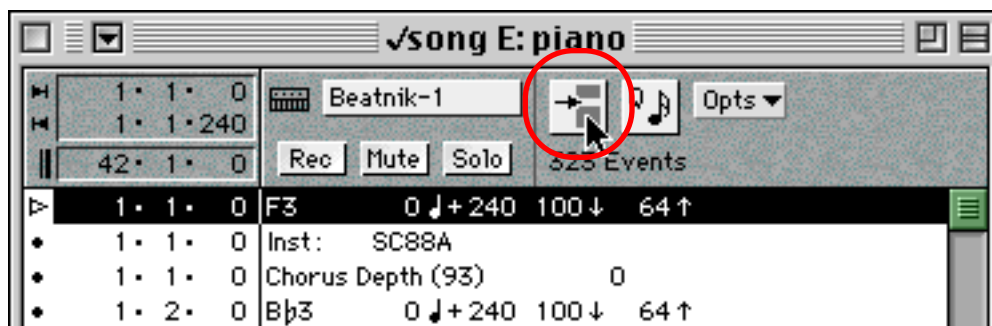 √song E: piano
1 · 1 · 0
1 · 1 · 240
42 · 1 · 0
Beatnik-1
Opts
Rec Mute Solo
323 Events
1 · 1 · 0 F3 0 ♩+240 100↓ 64↑
1 · 1 · 0 Inst: SC88A
1 · 1 · 0 Chorus Depth (93) 0
1 · 2 · 0 B♭3 0 ♩+240 100↓ 64↑